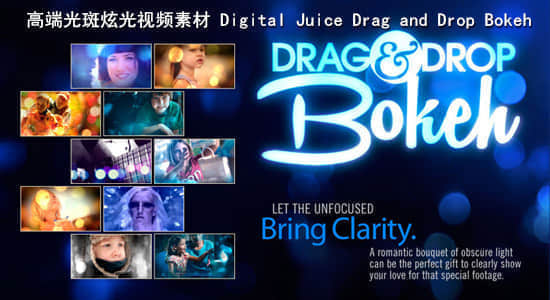 高端光斑炫光视频素材 Digital Juice Drag and Drop Bokeh
DRAG & DROP
Bokeh
LET THE UNFOCUSED
Bring Clarity.
A romantic bouquet of obscure light
can be the perfect gift to clearly show
your love for that special footage.